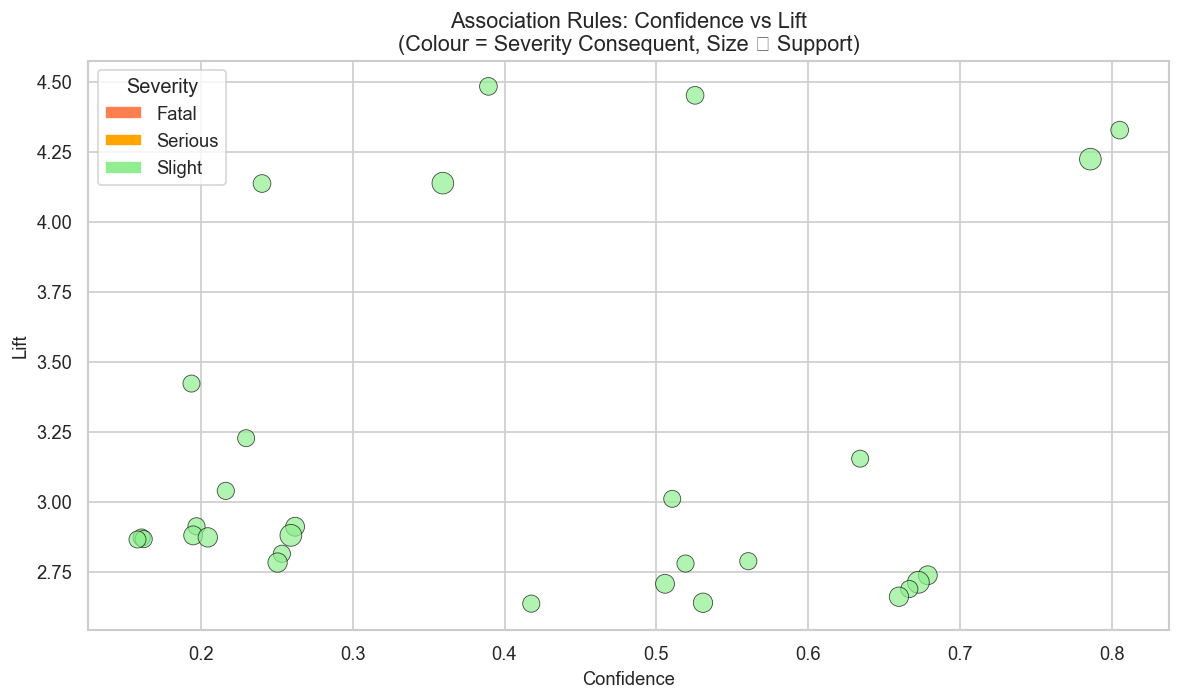 Association Rules: Confidence vs Lift
(Colour = Severity Consequent, Size □ Support)
Severity
Fatal
Serious
Slight
4.50
4.25
4.00
3.75
3.50
3.25
3.00
2.75
Lift
0.2 0.3 0.4 0.5 0.6 0.7 0.8
Confidence